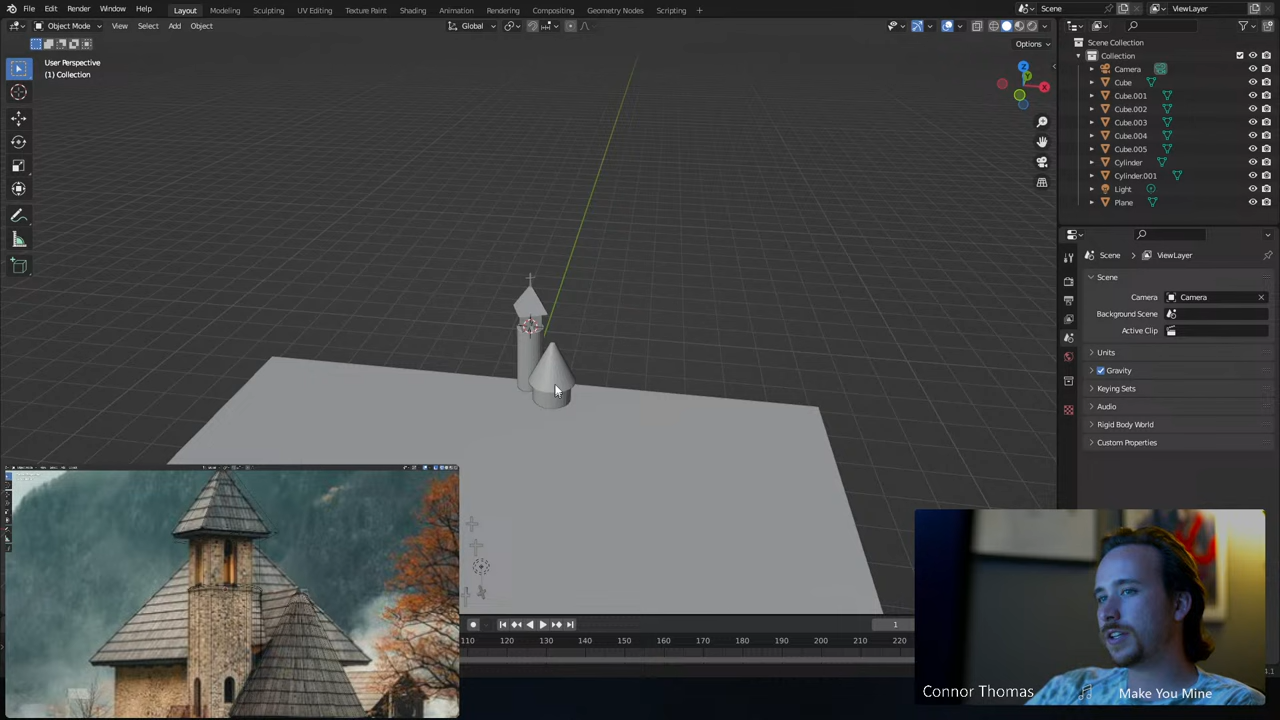 File Edit Render Window Help Layout Modeling Sculpting UV Editing Texture Paint Shading Animation Rendering Compositing Geometry Nodes Scripting + Scene ViewLayer
Object Mode View Select Add Object Global
Options
User Perspective
(1) Collection
Z
Y
X
Scene Collection
Collection
Camera
Cube
Cube.001
Cube.002
Cube.003
Cube.004
Cube.005
Cylinder
Cylinder.001
Light
Plane
Scene > ViewLayer
Scene
Camera Camera
Background Scene
Active Clip
Units
Gravity
Keying Sets
Audio
Rigid Body World
Custom Properties
1
110 120 130 140 150 160 170 180 190 200 210 220
Connor Thomas Make You Mine